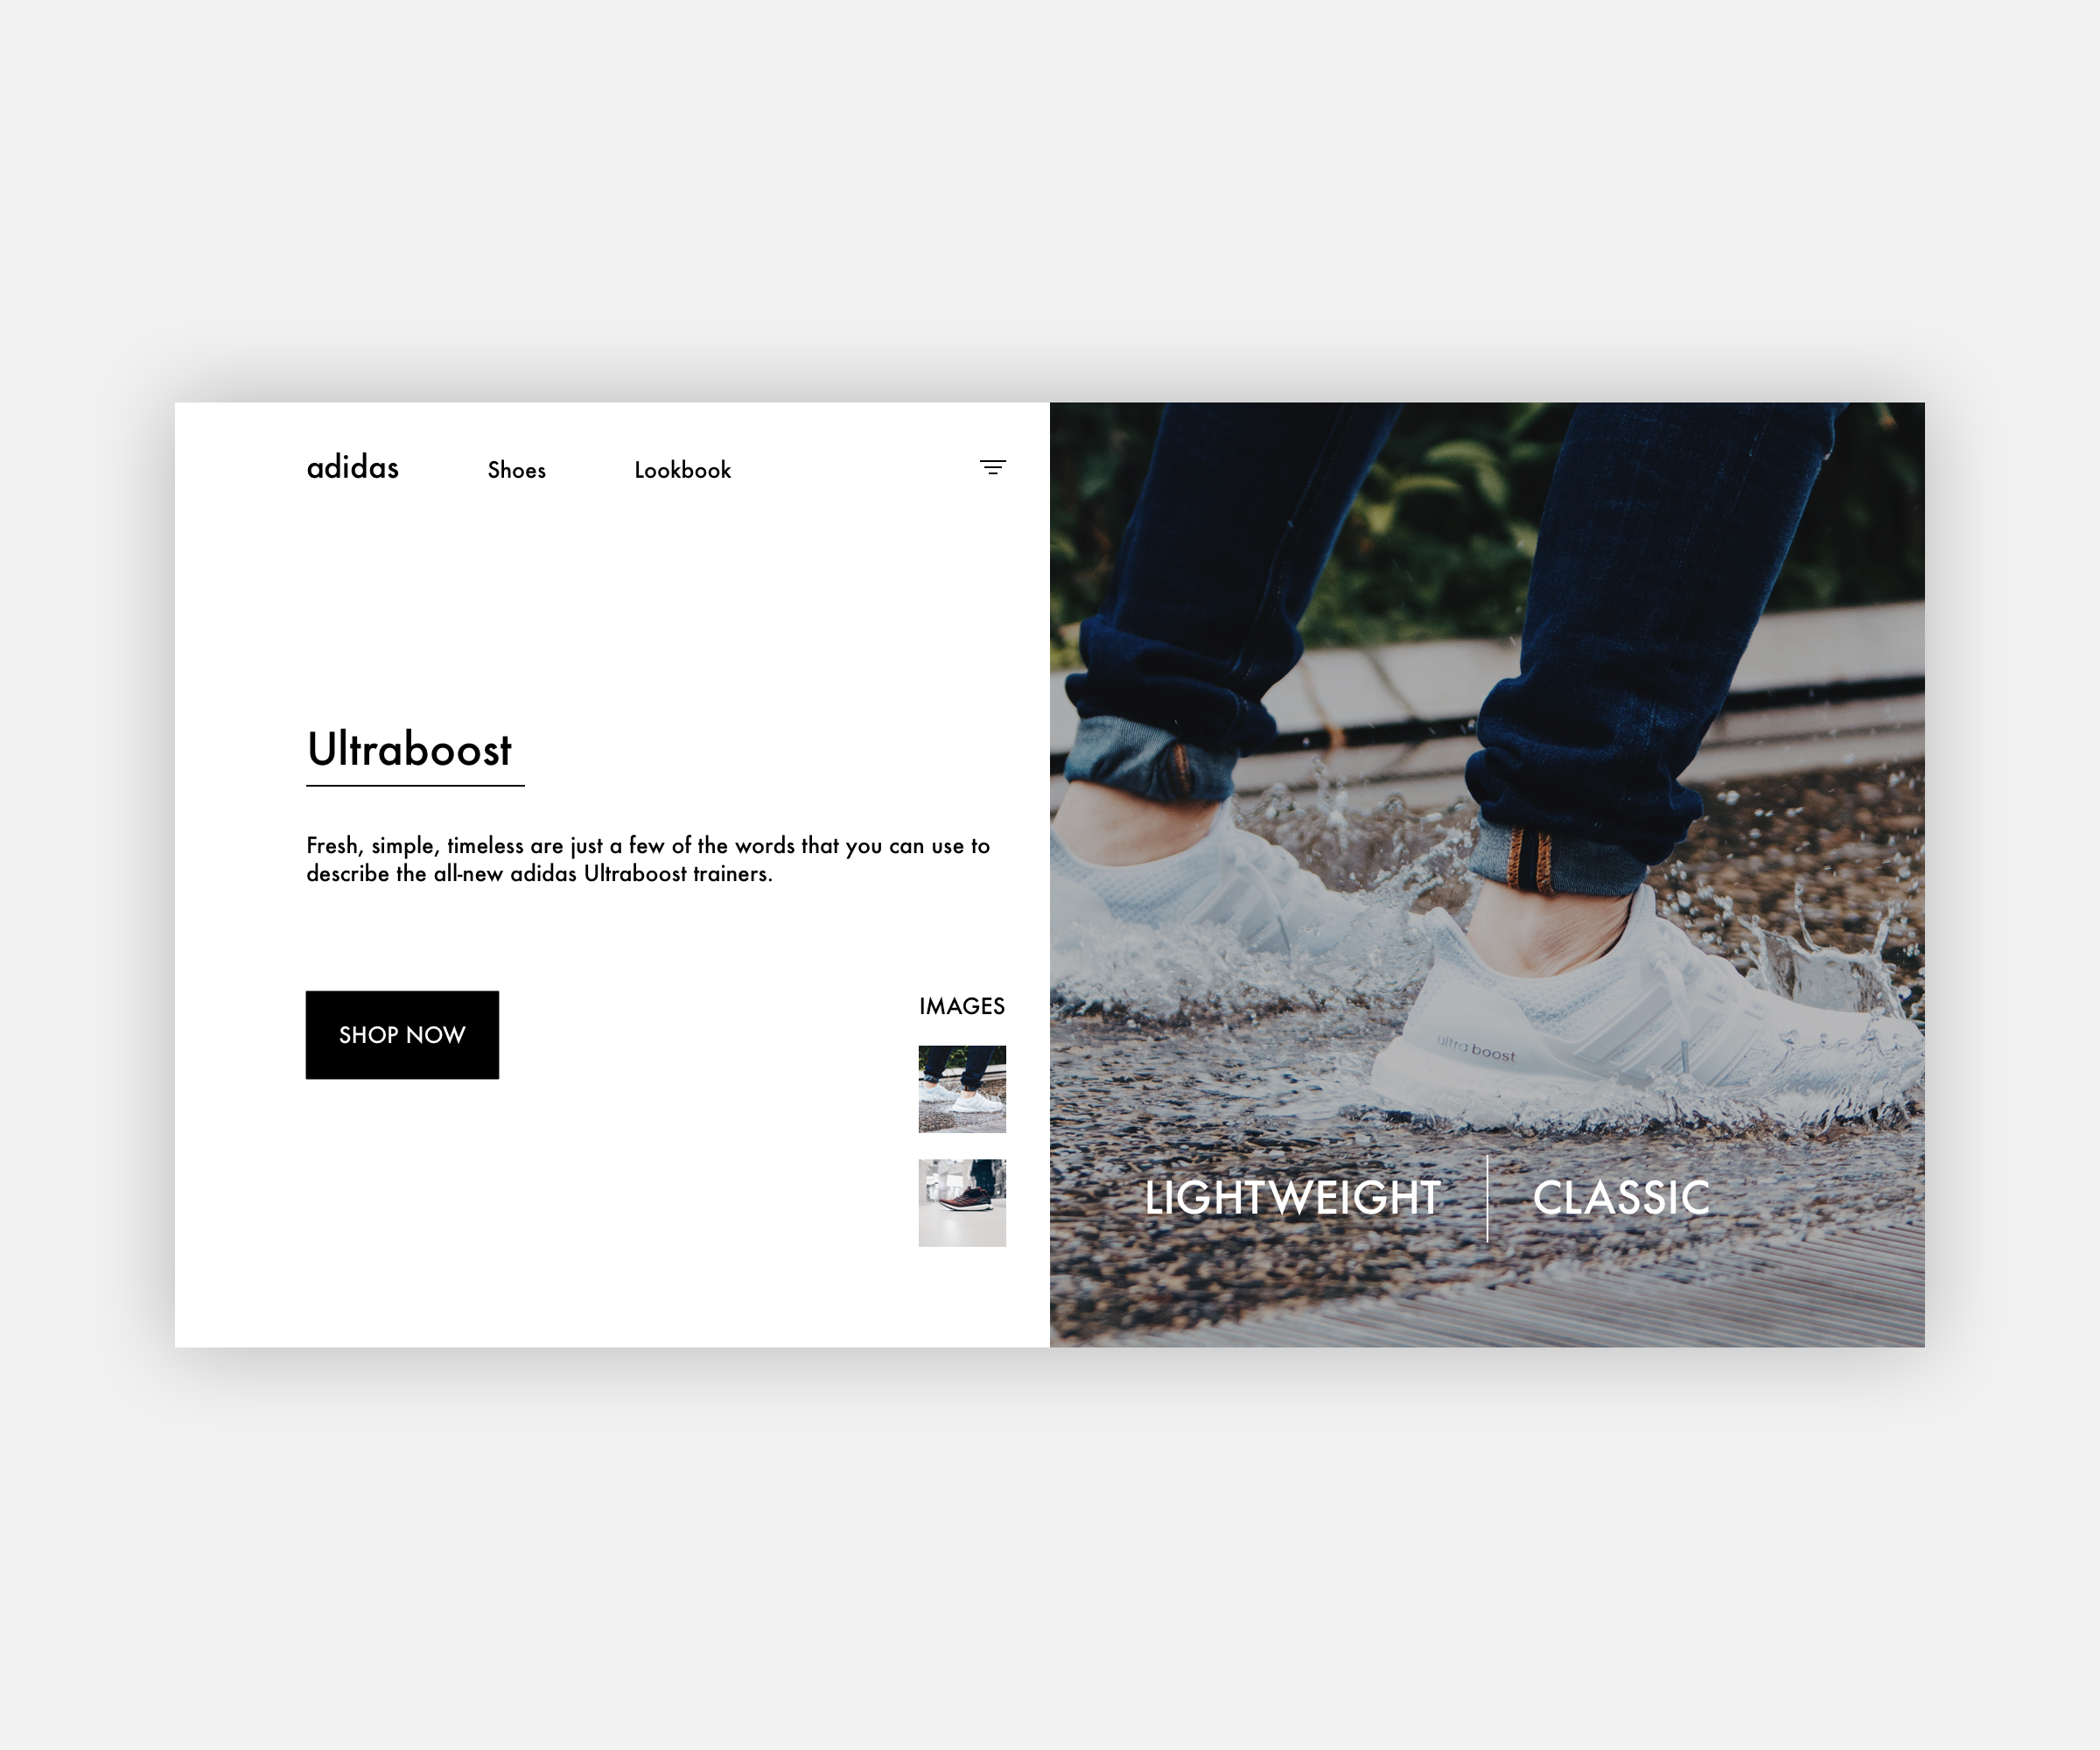 adidas
Shoes
Lookbook
Ultraboost
Fresh, simple, timeless are just a few of the words that you can use to
describe the all-new adidas Ultraboost trainers.
SHOP NOW
IMAGES
ultra boost
LIGHTWEIGHT
CLASSIC